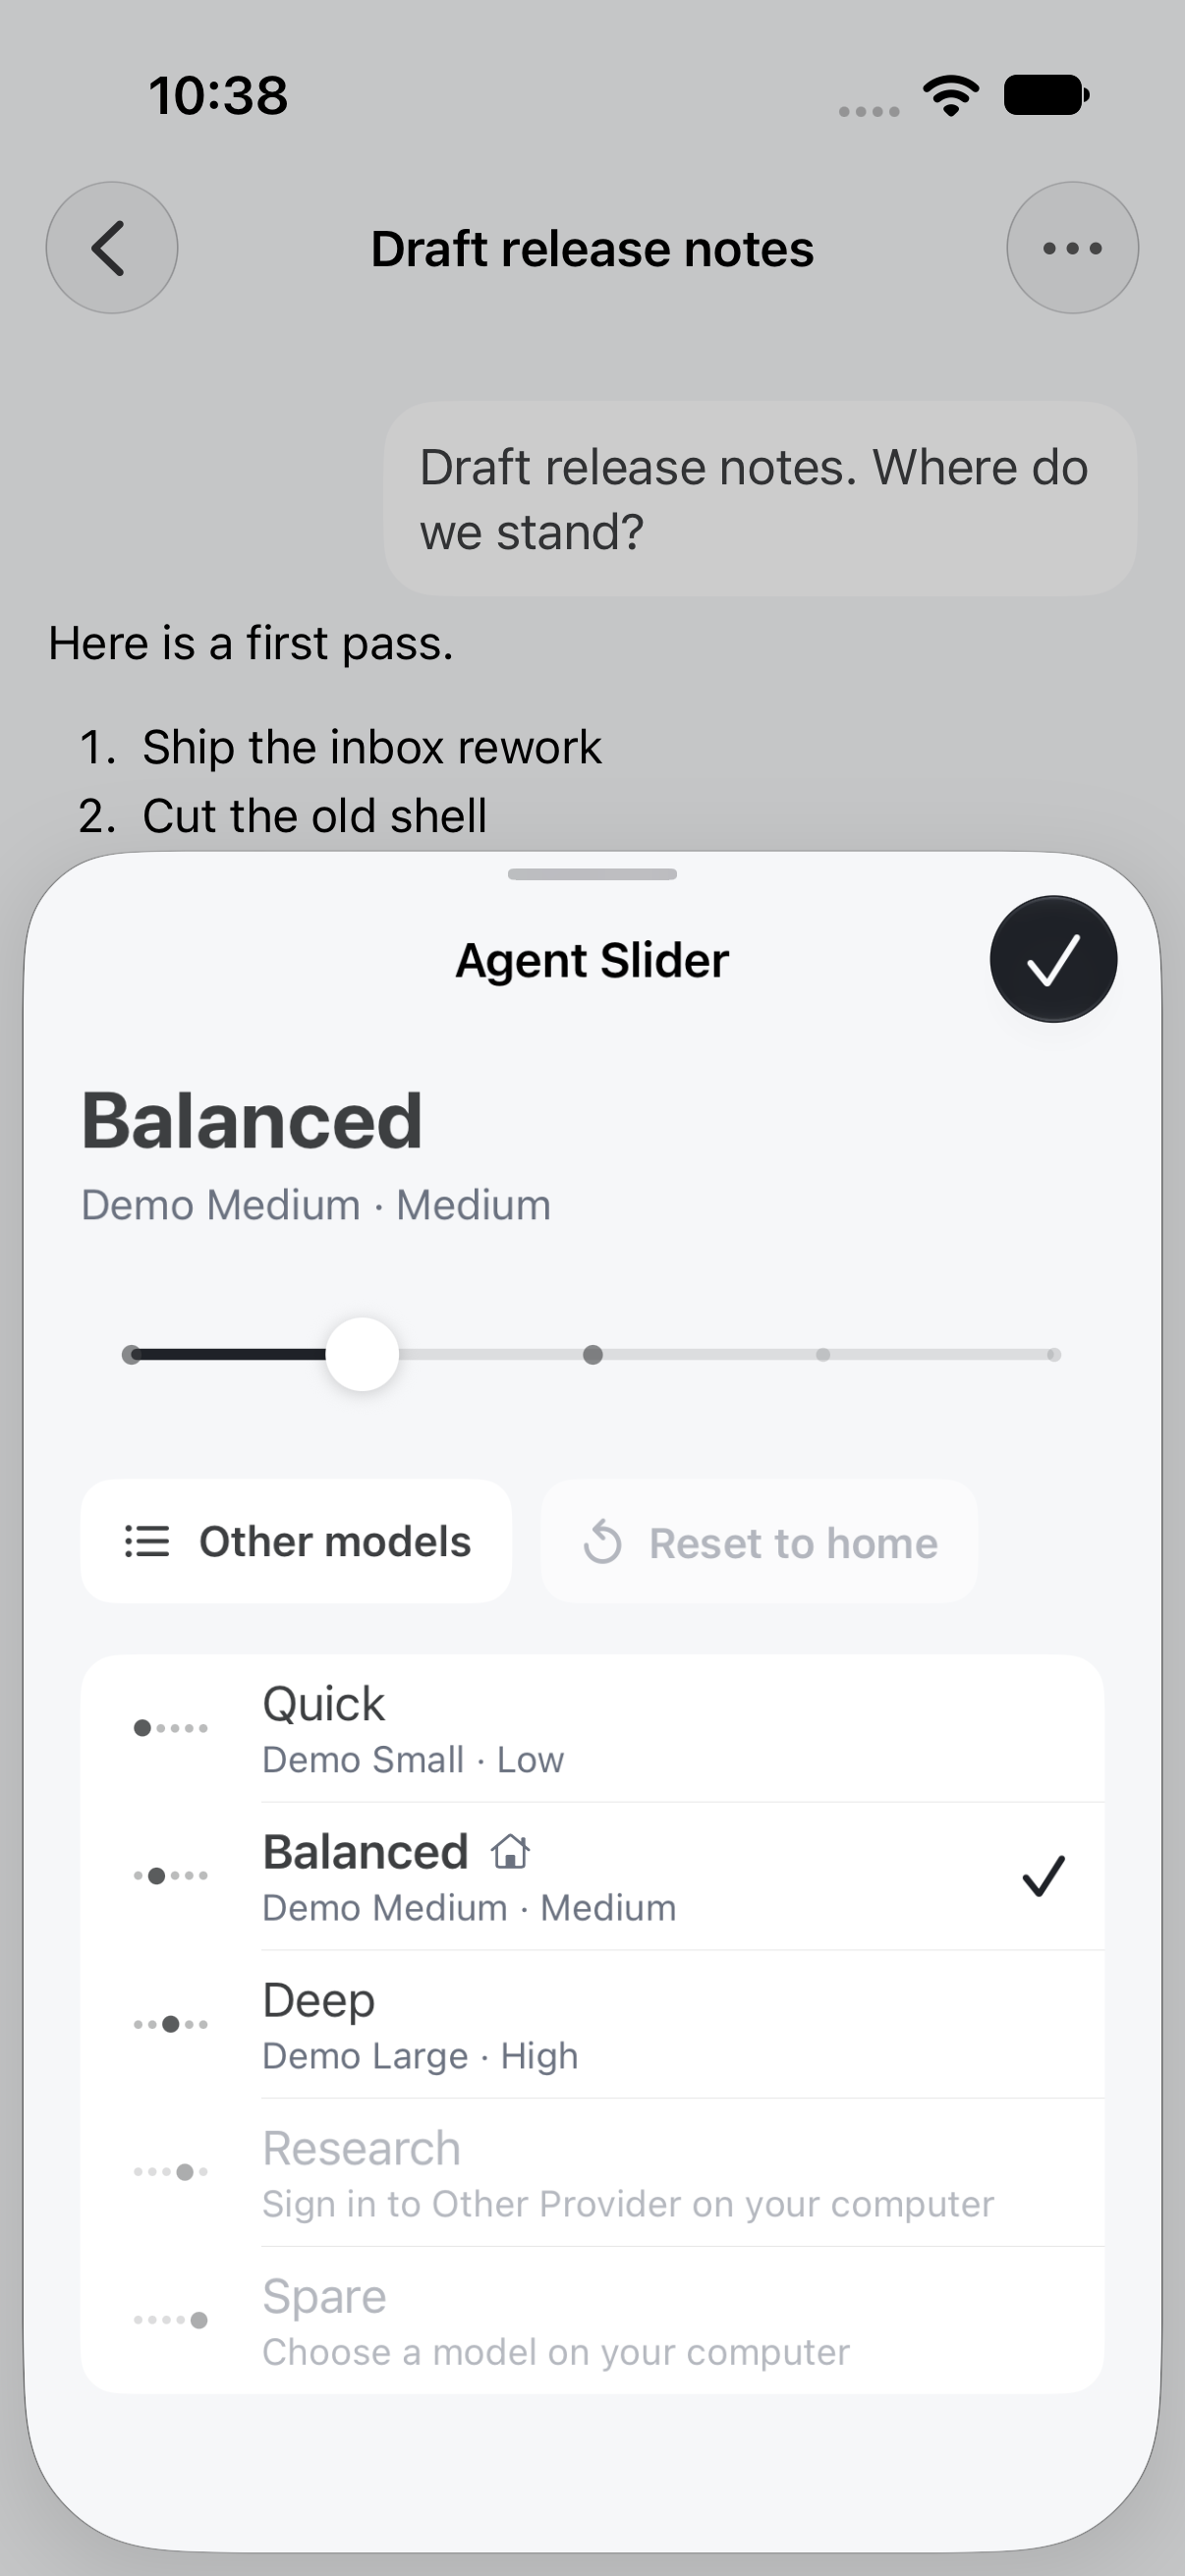 10:38
Draft release notes
Draft release notes. Where do
we stand?
Here is a first pass.
1. Ship the inbox rework
2. Cut the old shell
Agent Slider
Balanced
Demo Medium · Medium
Other models
Reset to home
Quick
Demo Small · Low
Balanced
Demo Medium · Medium
Deep
Demo Large · High
Research
Sign in to Other Provider on your computer
Spare
Choose a model on your computer